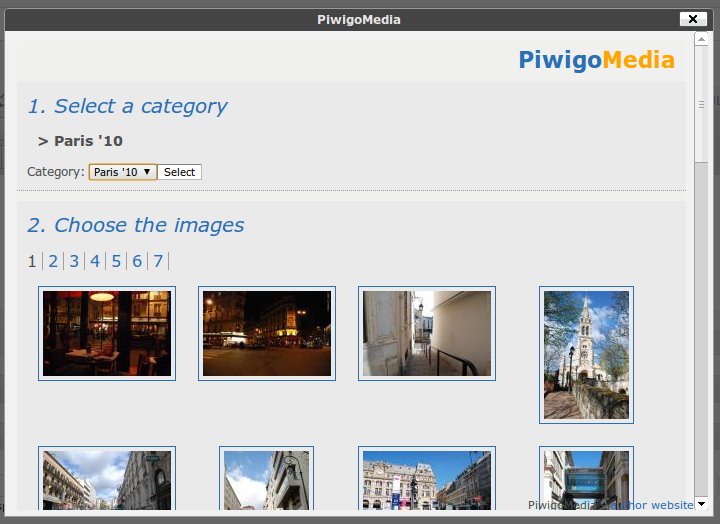 PiwigoMedia
PiwigoMedia
1. Select a category
> Paris '10
Category: Paris '10 Select
2. Choose the images
1 2 3 4 5 6 7
PiwigoMedia
author website